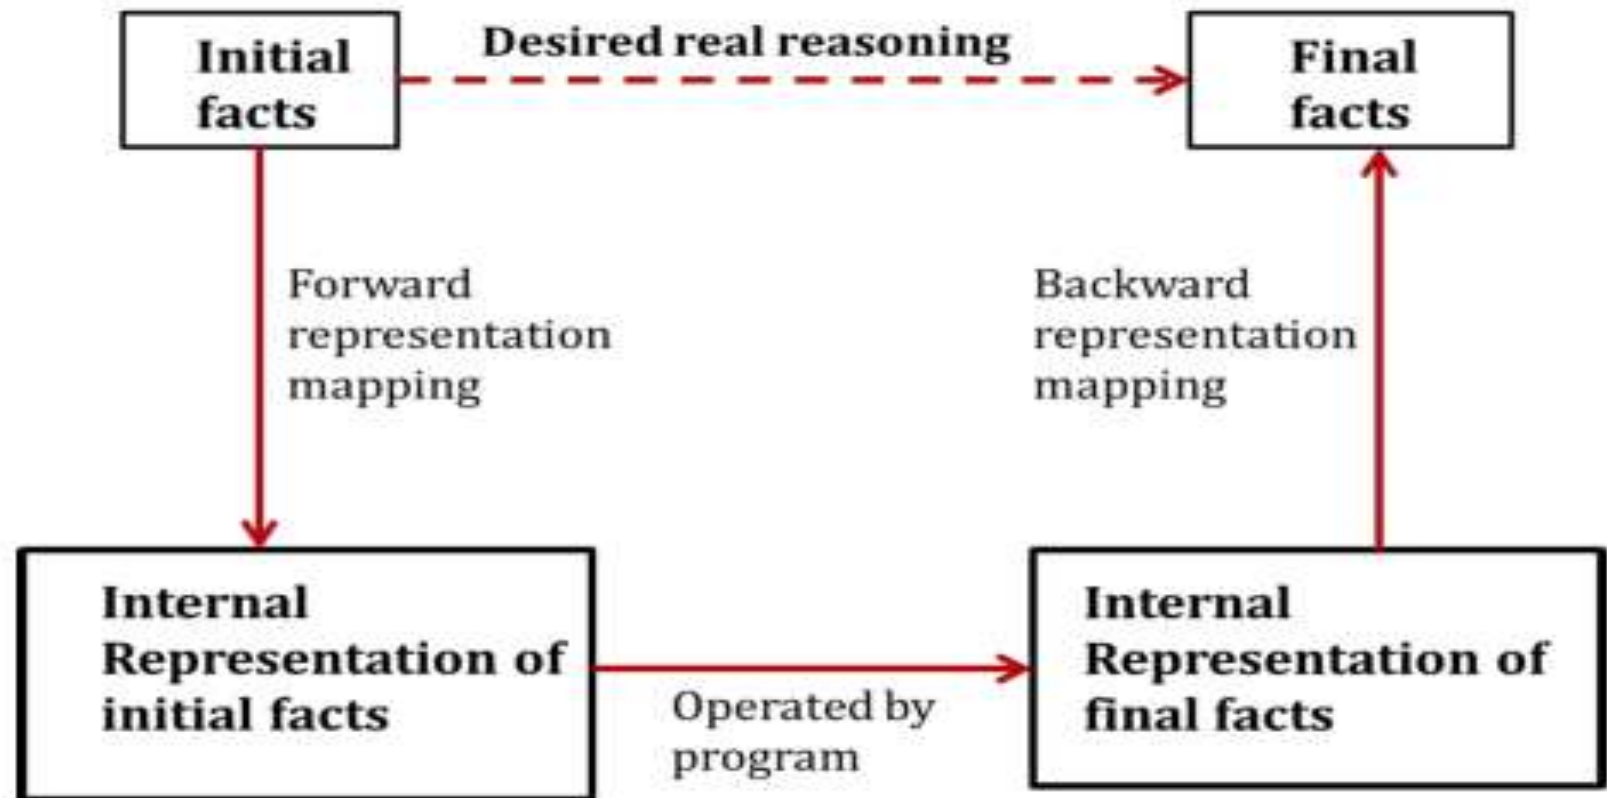 Initial
facts
Desired real reasoning
Final
facts
Forward
representation
mapping
Backward
representation
mapping
Internal
Representation of
initial facts
Operated by
program
Internal
Representation of
final facts